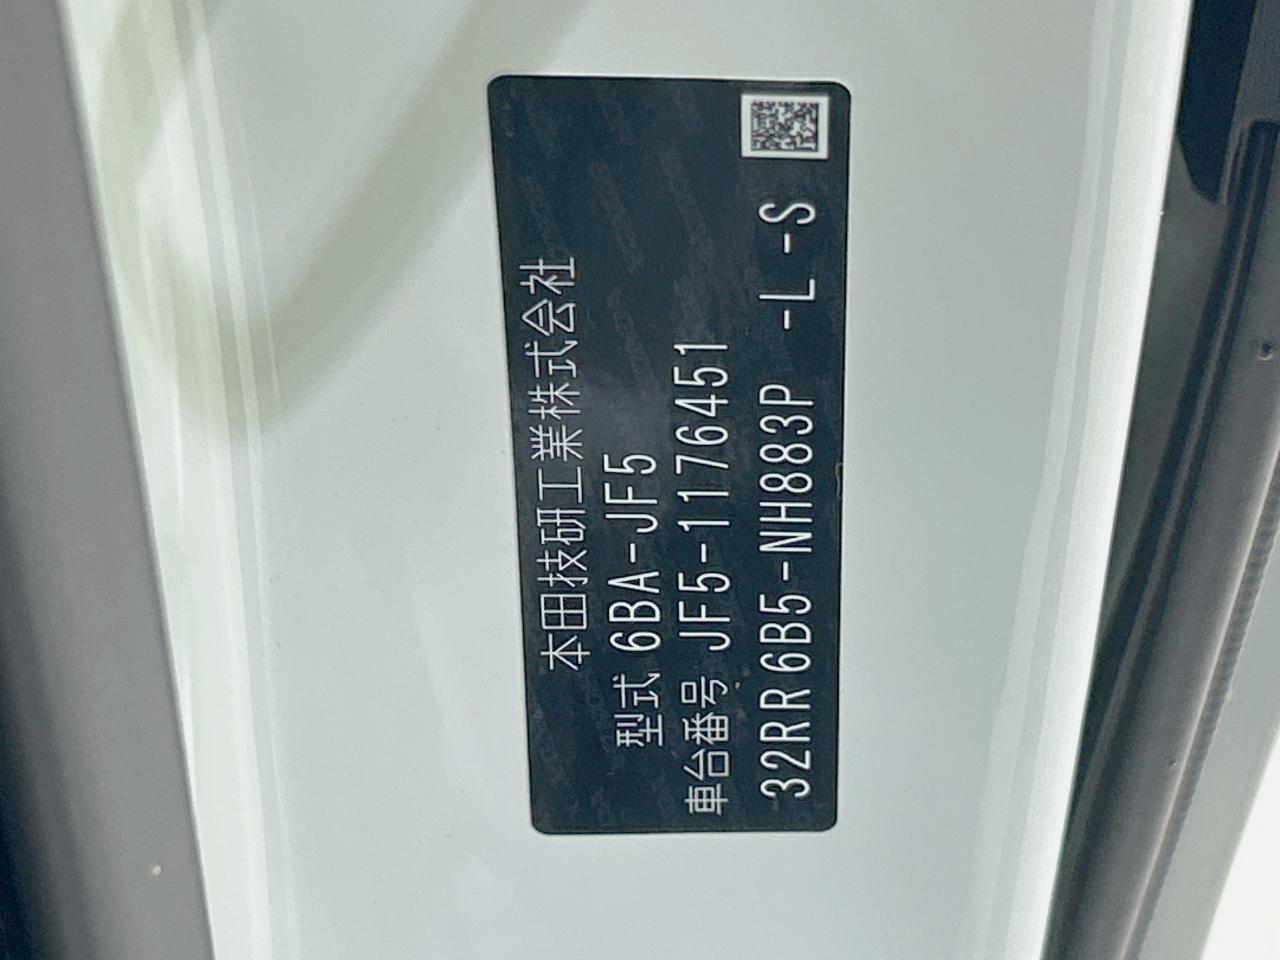 本田技研工業株式会社
型式 6BA-JF5
車台番号 JF5-1176451
32RR6B5-NH883P -L-S